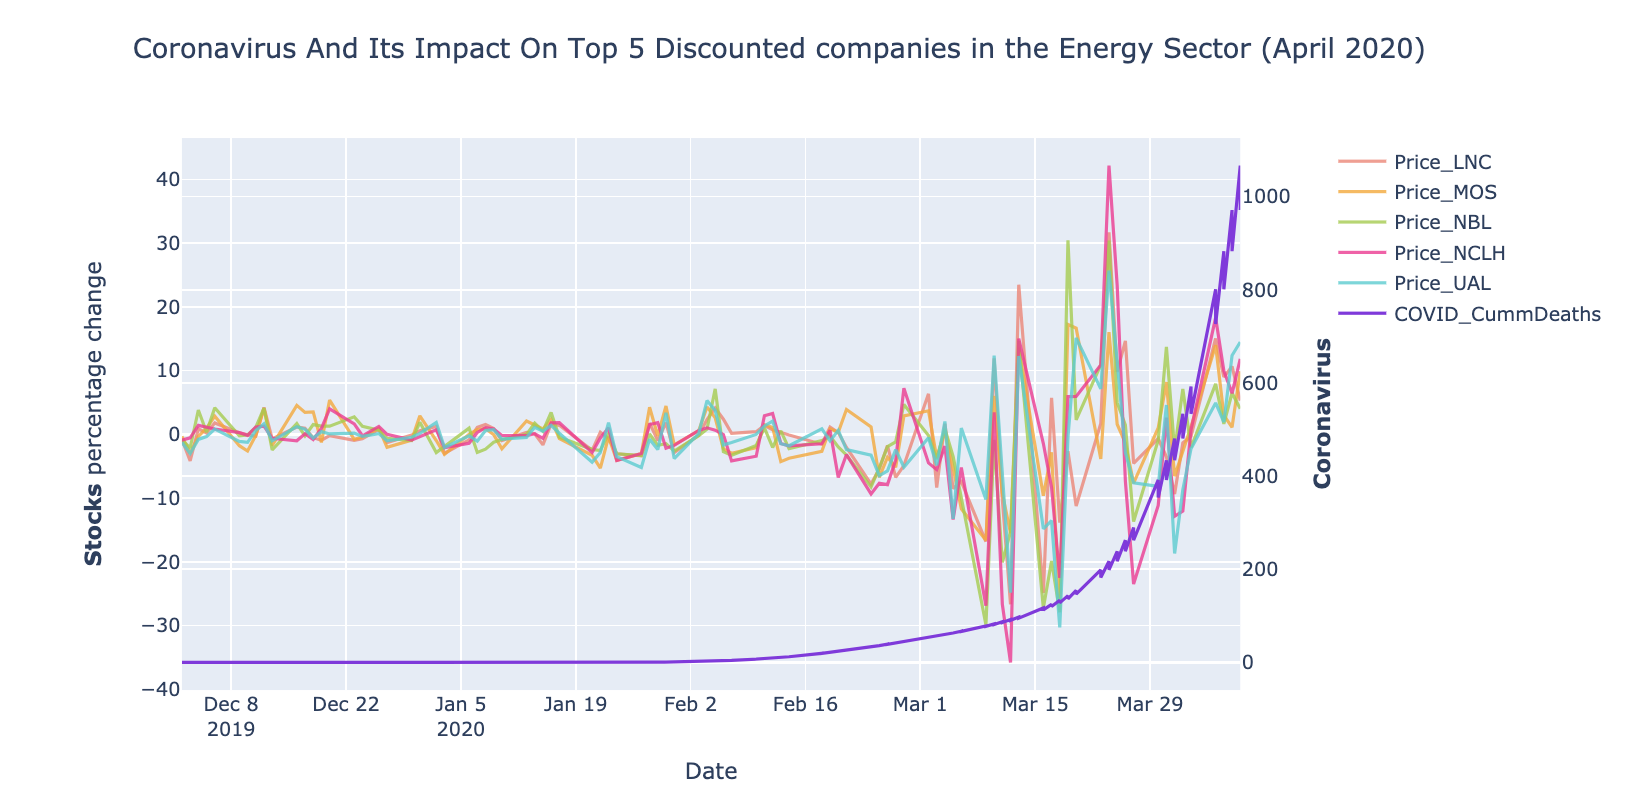 Coronavirus And Its Impact On Top 5 Discounted companies in the Energy Sector (April 2020)
Price_LNC
Price_MOS
Price_NBL
Price_NCLH
Price_UAL
COVID_CummDeaths
Stocks percentage change
40
30
20
10
0
−10
−20
−30
−40
1000
800
600
400
200
0
Coronavirus
Dec 8
2019
Dec 22
Jan 5
2020
Jan 19
Feb 2
Feb 16
Mar 1
Mar 15
Mar 29
Date